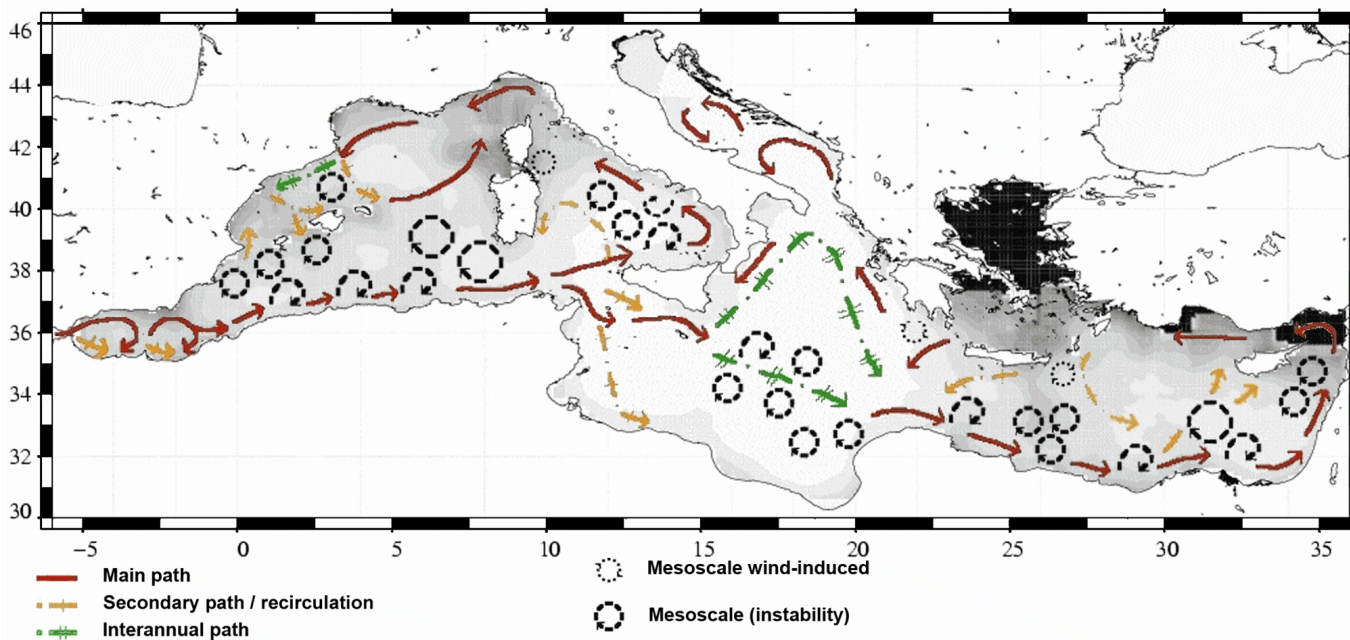 46
44
42
40
38
36
34
32
30
−5 0 5 10 15 20 25 30 35
Main path
Secondary path / recirculation
Interannual path
Mesoscale wind-induced
Mesoscale (instability)